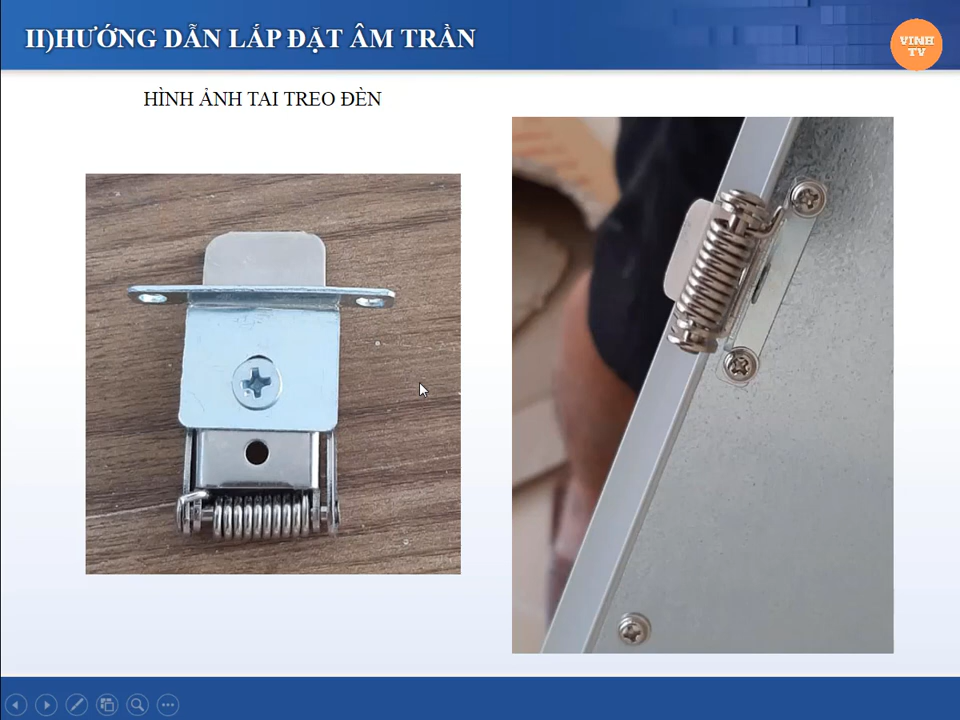 II)HƯỚNG DẪN LẮP ĐẶT ÂM TRẦN
VINH
TV
HÌNH ẢNH TAI TREO ĐÈN